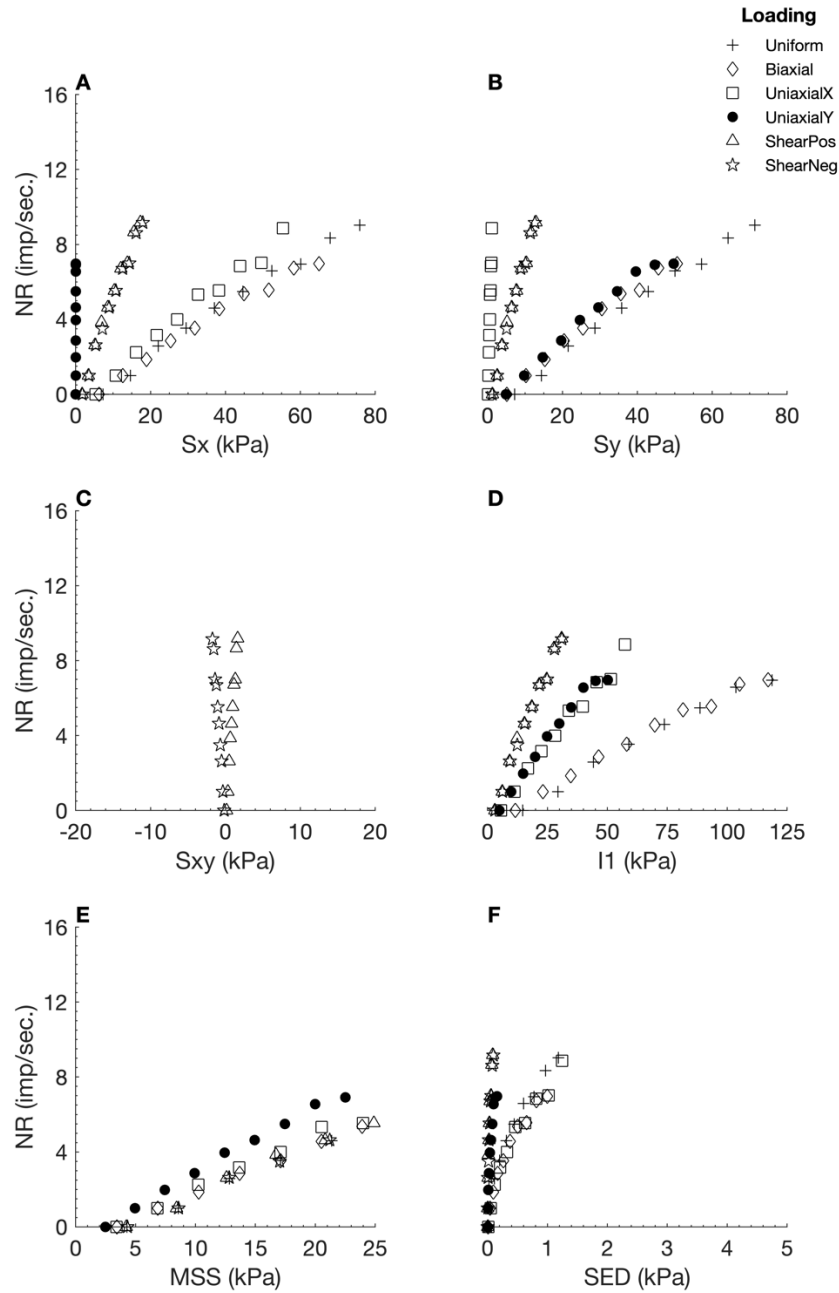 Loading
Uniform
Biaxial
UniaxialX
UniaxialY
ShearPos
ShearNeg
A
16
12
8
4
0
NR (imp/sec.)
0 20 40 60 80
Sx (kPa)
B
16
12
8
4
0
0 20 40 60 80
Sy (kPa)
C
16
12
8
4
0
NR (imp/sec.)
-20 -10 0 10 20
Sxy (kPa)
D
16
12
8
4
0
0 25 50 75 100 125
I1 (kPa)
E
16
12
8
4
0
NR (imp/sec.)
0 5 10 15 20 25
MSS (kPa)
F
16
12
8
4
0
0 1 2 3 4 5
SED (kPa)